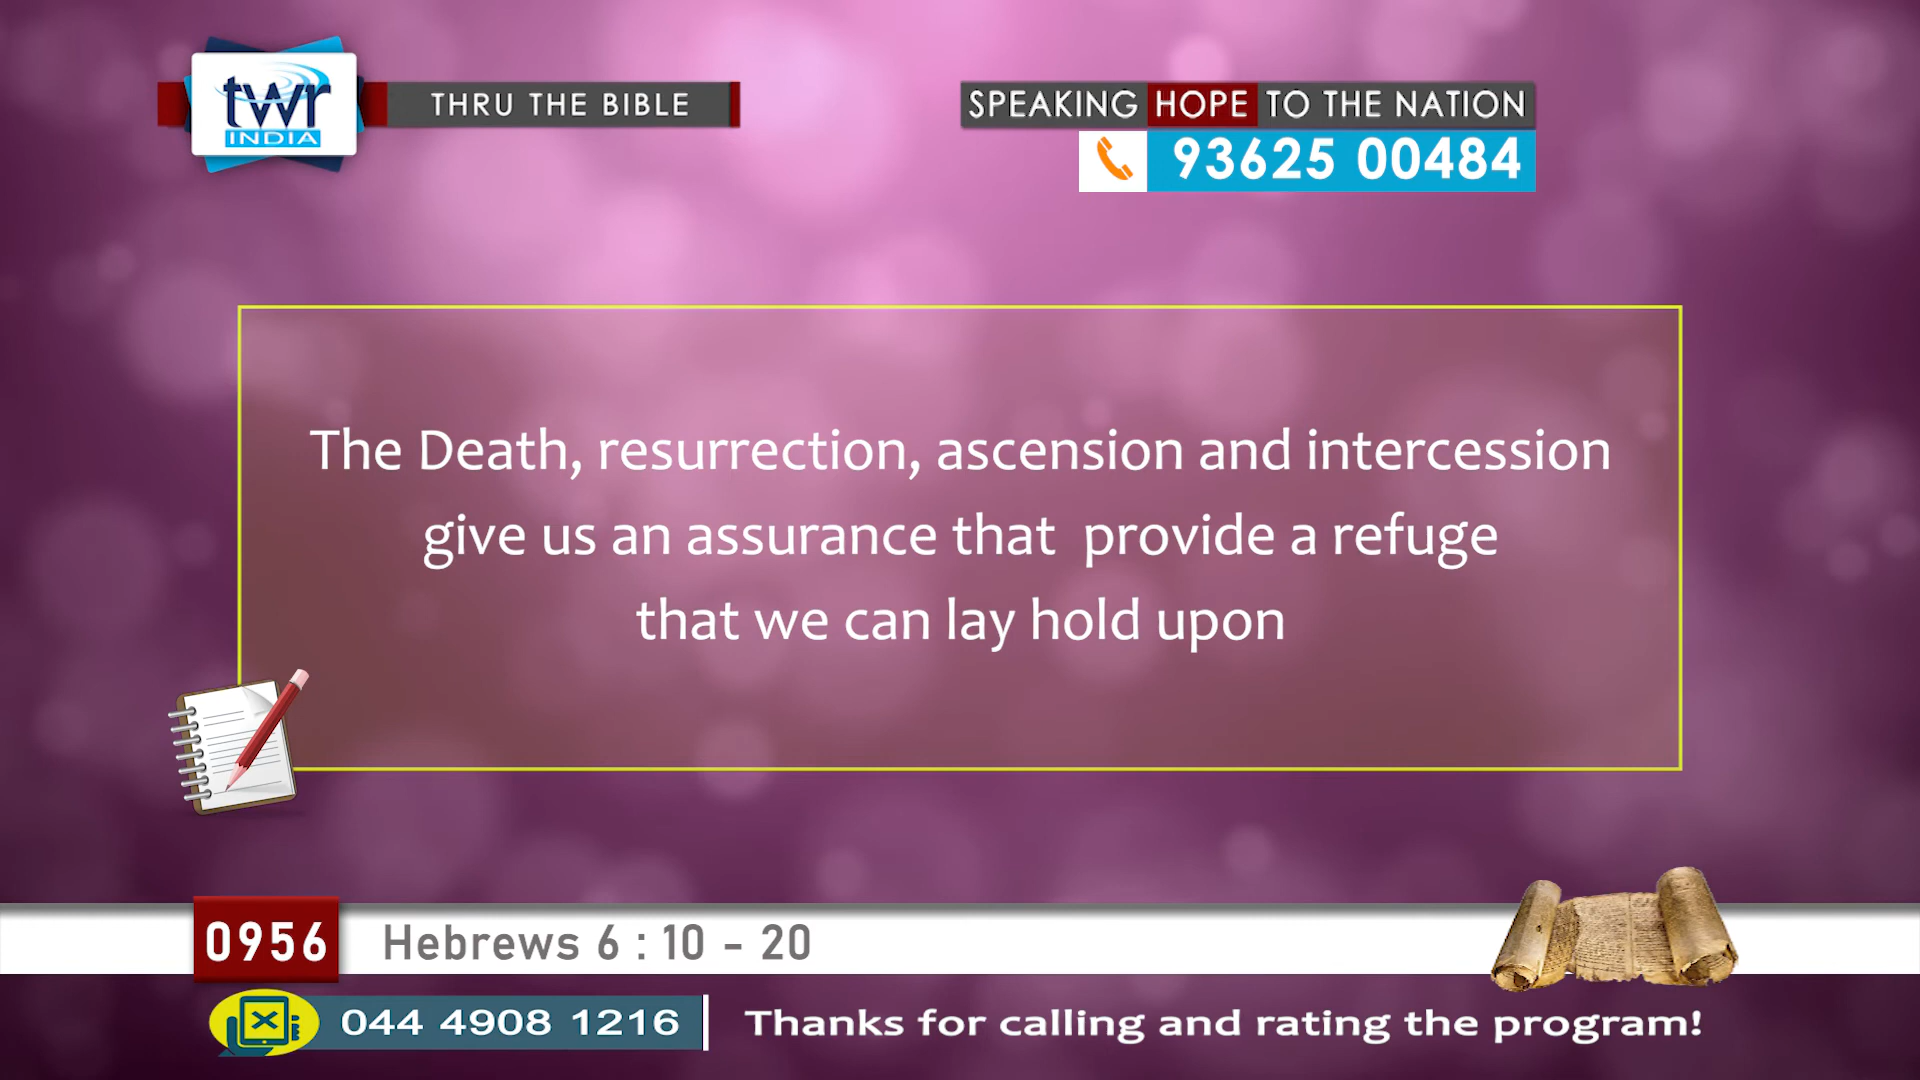 twr
INDIA
THRU THE BIBLE
SPEAKING HOPE TO THE NATION
93625 00484
The Death, resurrection, ascension and intercession
give us an assurance that provide a refuge
that we can lay hold upon
0956 Hebrews 6 : 10 - 20
044 4908 1216 Thanks for calling and rating the program!